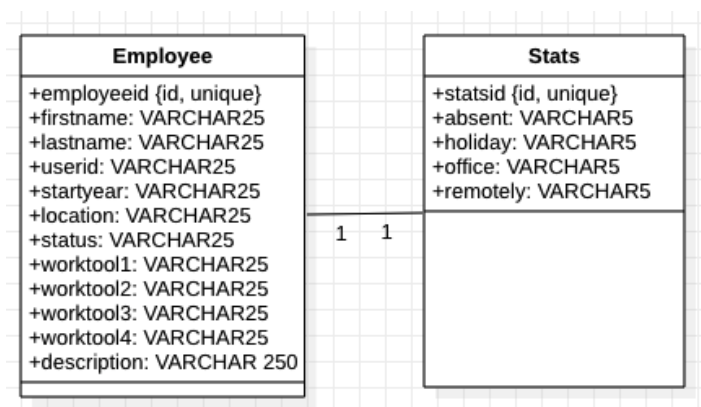 Employee
+employeeid {id, unique}
+firstname: VARCHAR25
+lastname: VARCHAR25
+userid: VARCHAR25
+startyear: VARCHAR25
+location: VARCHAR25
+status: VARCHAR25
+worktool1: VARCHAR25
+worktool2: VARCHAR25
+worktool3: VARCHAR25
+worktool4: VARCHAR25
+description: VARCHAR 250
1 1
Stats
+statsid {id, unique}
+absent: VARCHAR5
+holiday: VARCHAR5
+office: VARCHAR5
+remotely: VARCHAR5